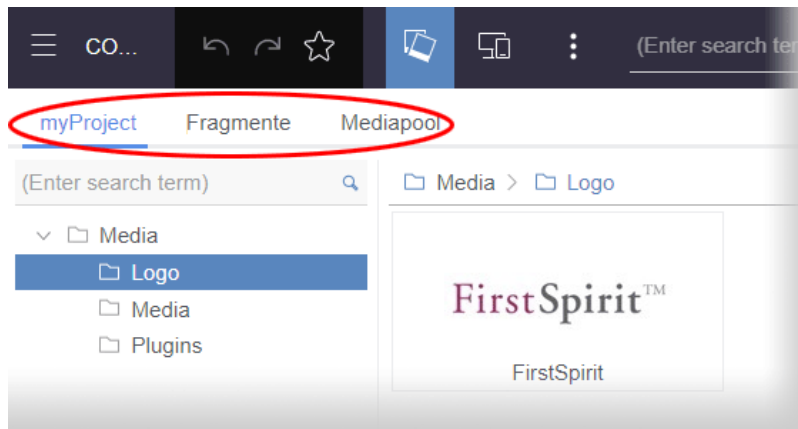 CO... (Enter search ter
myProject Fragmente Mediapool
(Enter search term) Media > Logo
Media
Logo
Media
Plugins
FirstSpirit™
FirstSpirit